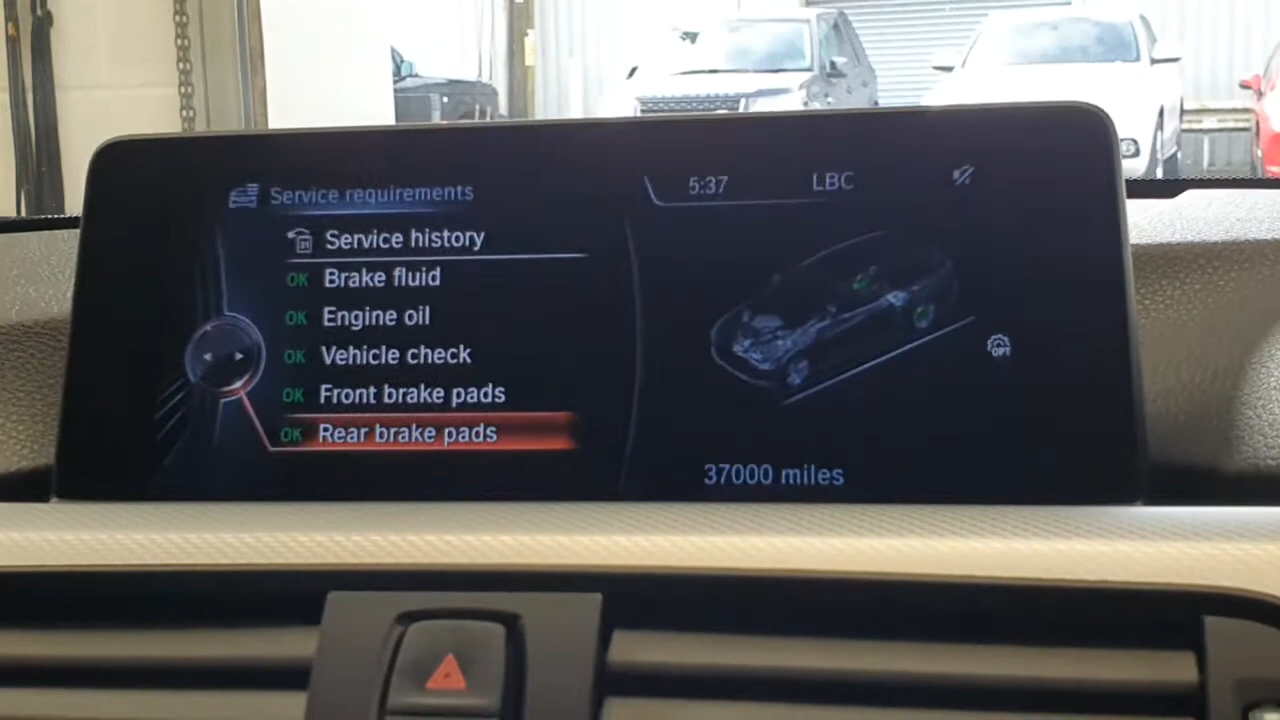 Service requirements
5:37 LBC
31 Service history
OK Brake fluid
OK Engine oil
OK Vehicle check
OK Front brake pads
OK Rear brake pads
OPT
37000 miles